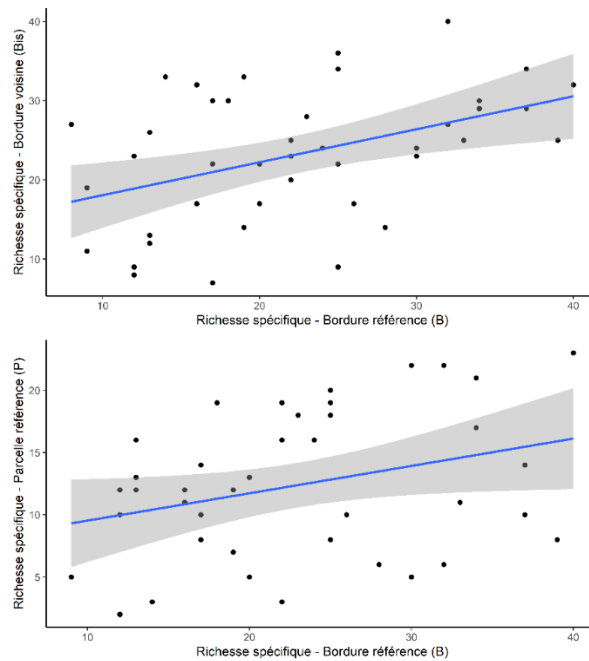 Richesse spécifique - Bordure voisine (Bis)
40
30
20
10
10 20 30 40
Richesse spécifique - Bordure référence (B)
Richesse spécifique - Parcelle référence (P)
20
15
10
5
10 20 30 40
Richesse spécifique - Bordure référence (B)